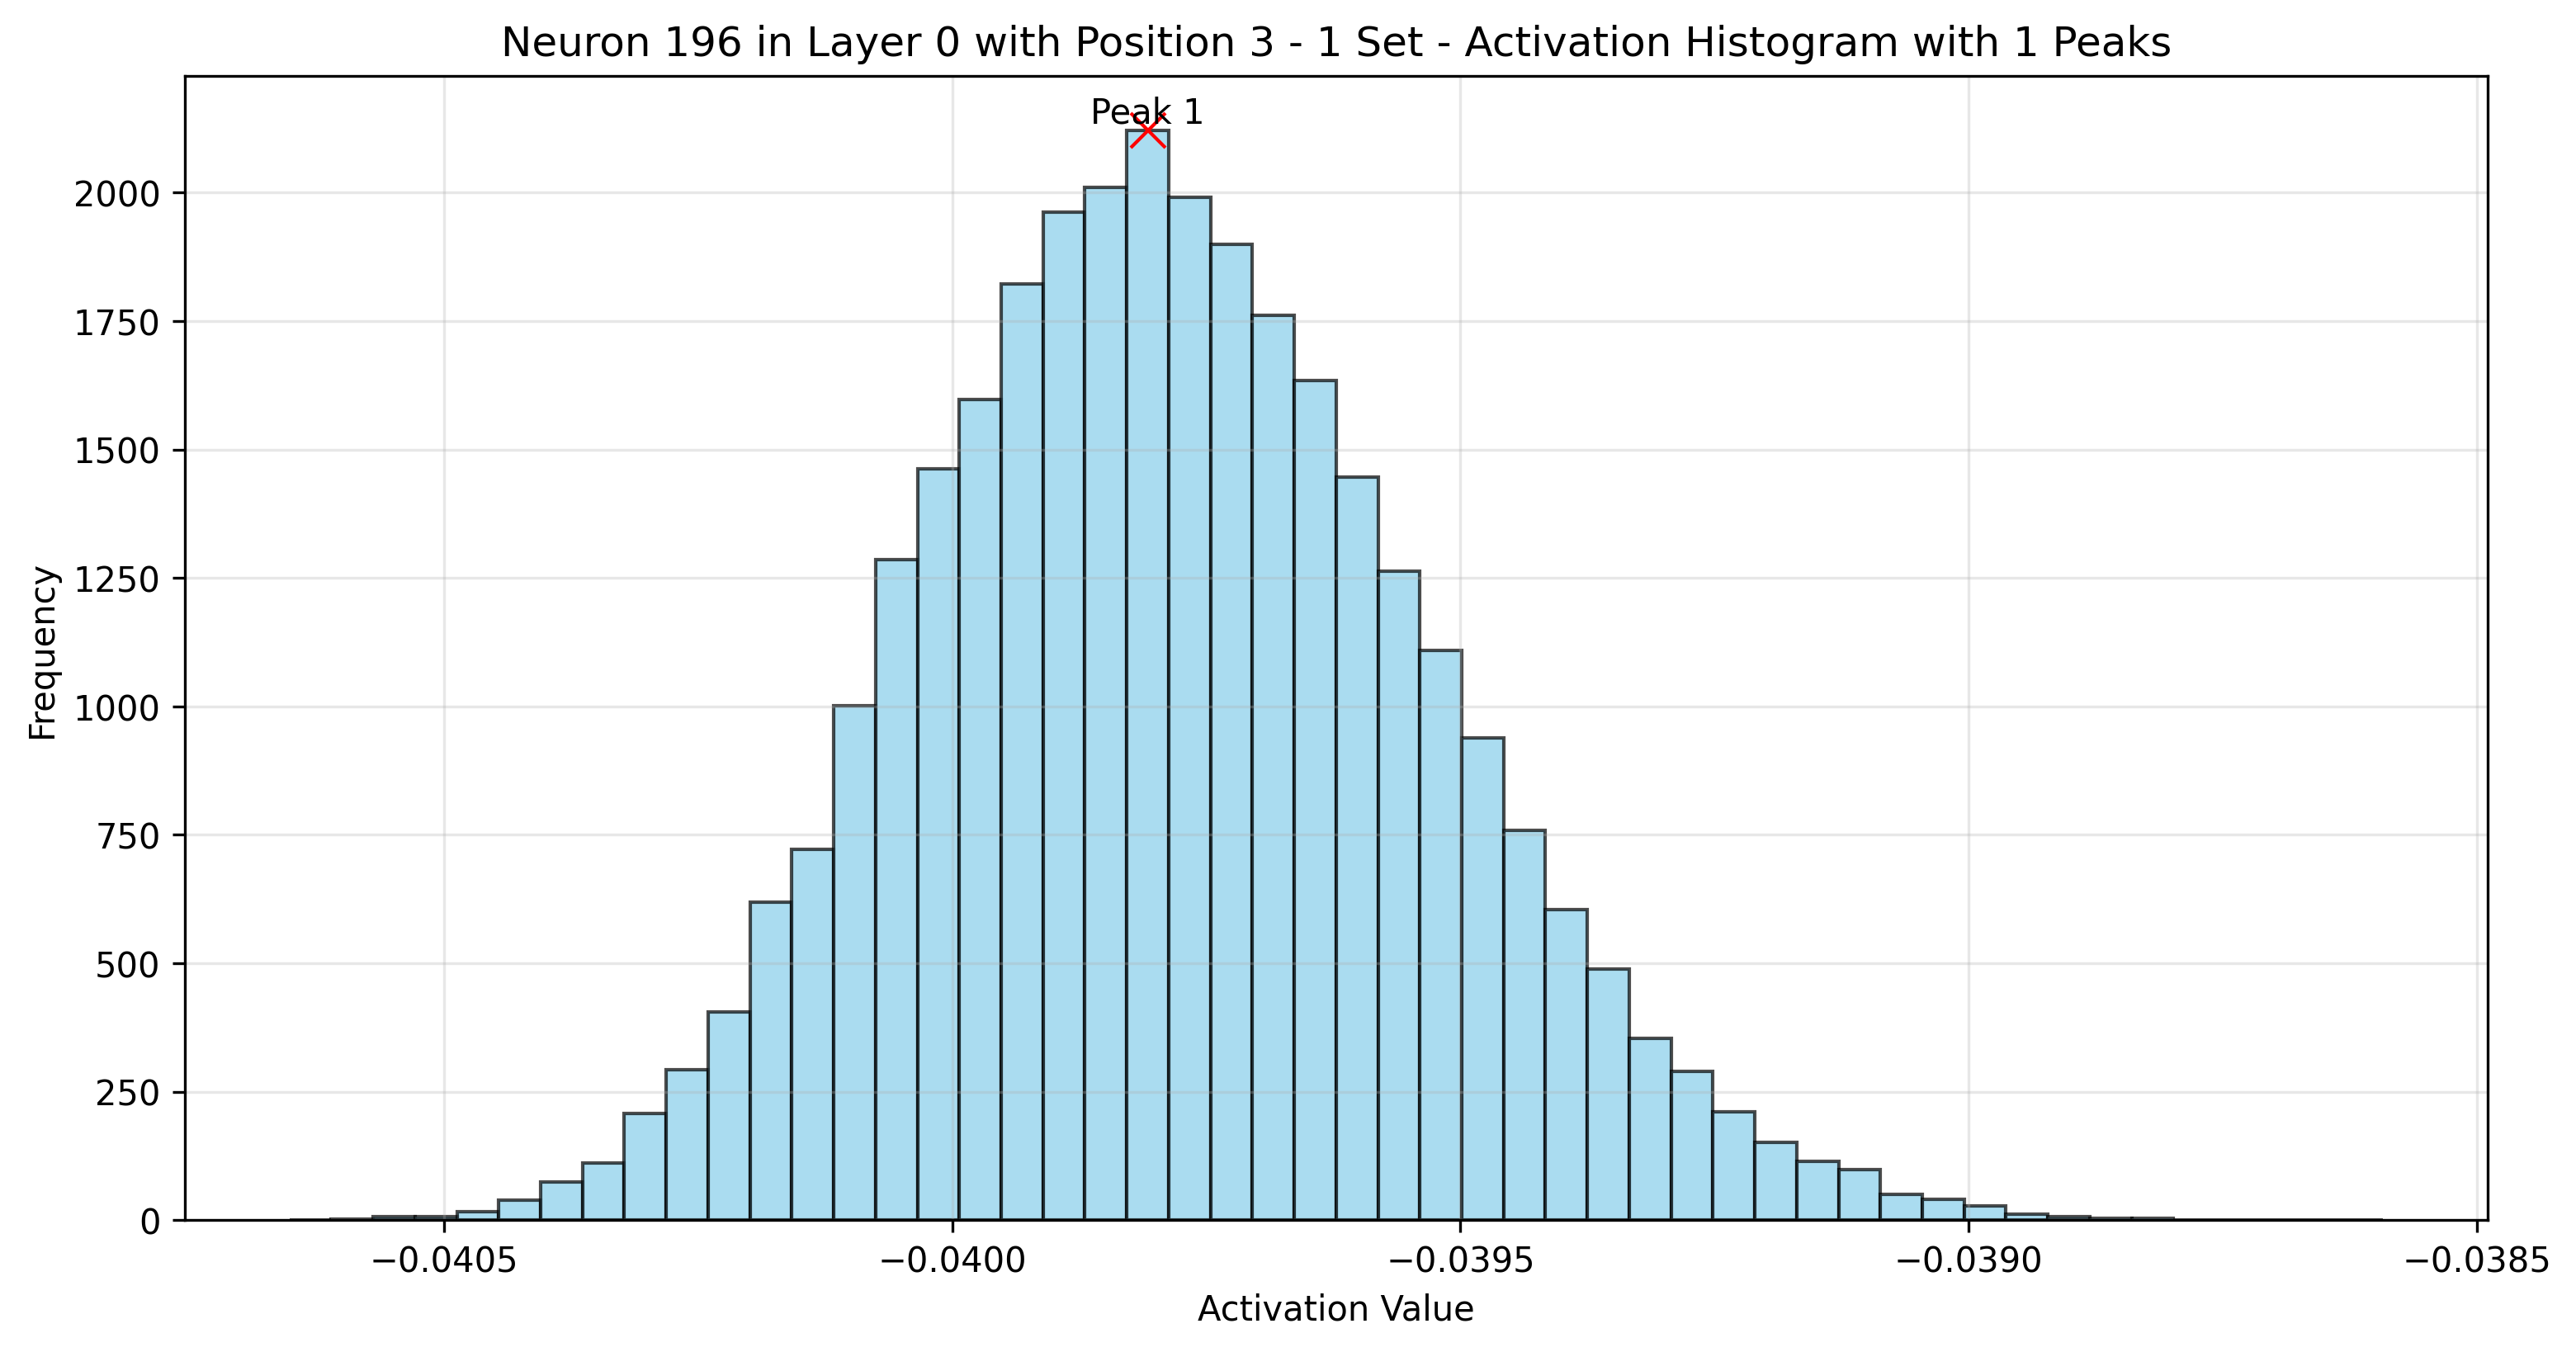 Neuron 196 in Layer 0 with Position 3 - 1 Set - Activation Histogram with 1 Peaks
Peak 1
2000
1750
1500
1250
1000
750
500
250
0
Frequency
−0.0405 −0.0400 −0.0395 −0.0390 −0.0385
Activation Value